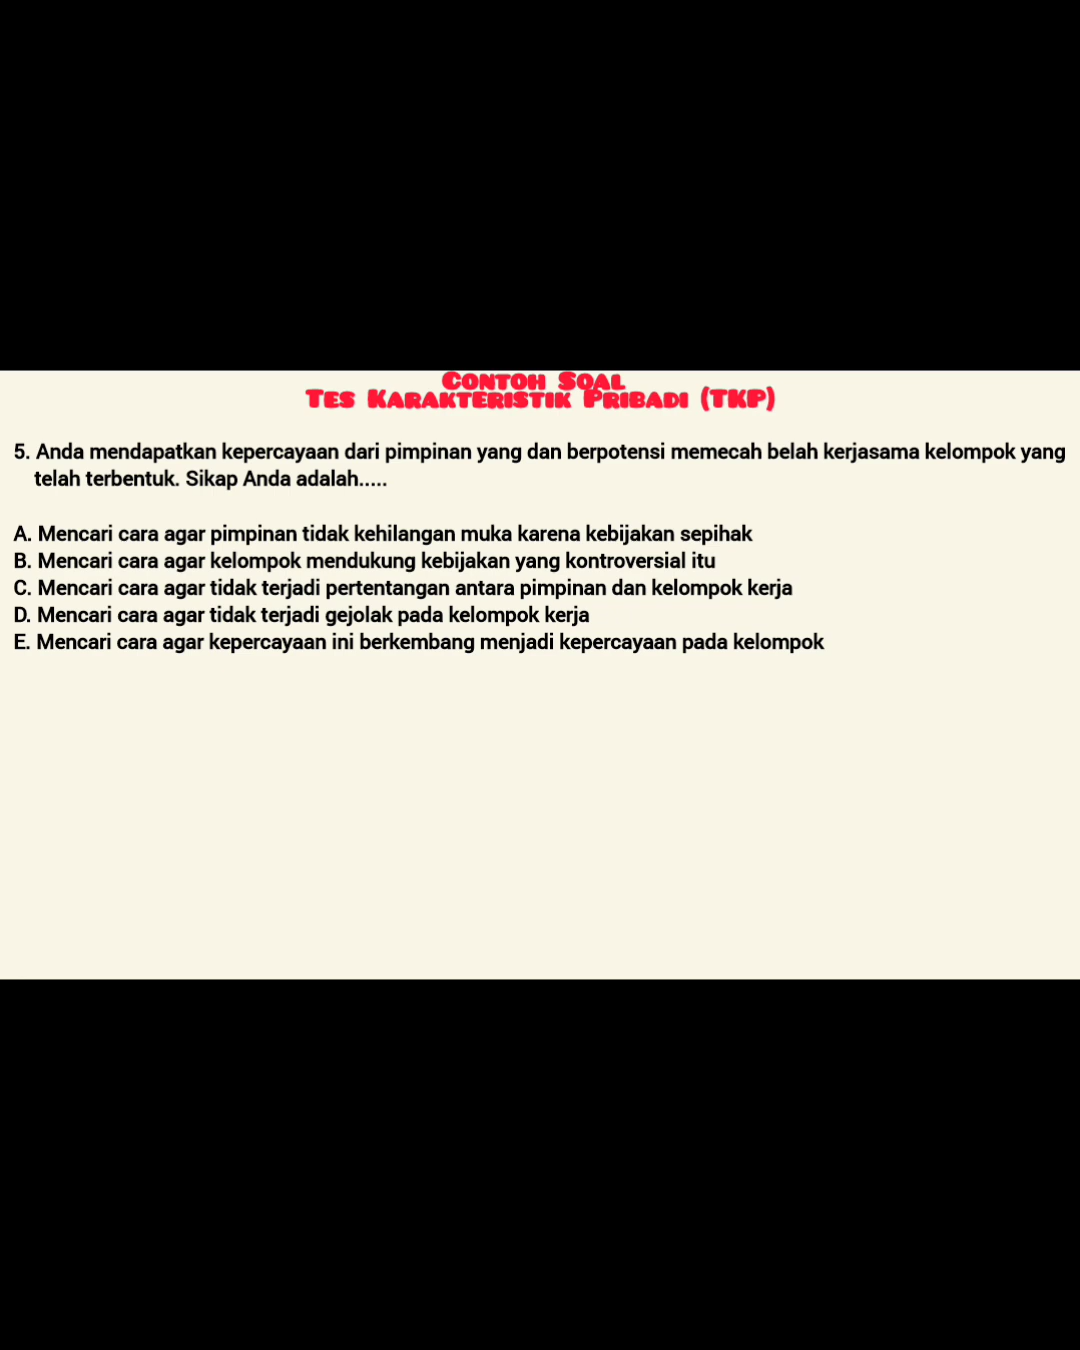 Contoh Soal
Tes Karakteristik Pribadi (TKP)
5. Anda mendapatkan kepercayaan dari pimpinan yang dan berpotensi memecah belah kerjasama kelompok yang
telah terbentuk. Sikap Anda adalah.....
A. Mencari cara agar pimpinan tidak kehilangan muka karena kebijakan sepihak
B. Mencari cara agar kelompok mendukung kebijakan yang kontroversial itu
C. Mencari cara agar tidak terjadi pertentangan antara pimpinan dan kelompok kerja
D. Mencari cara agar tidak terjadi gejolak pada kelompok kerja
E. Mencari cara agar kepercayaan ini berkembang menjadi kepercayaan pada kelompok